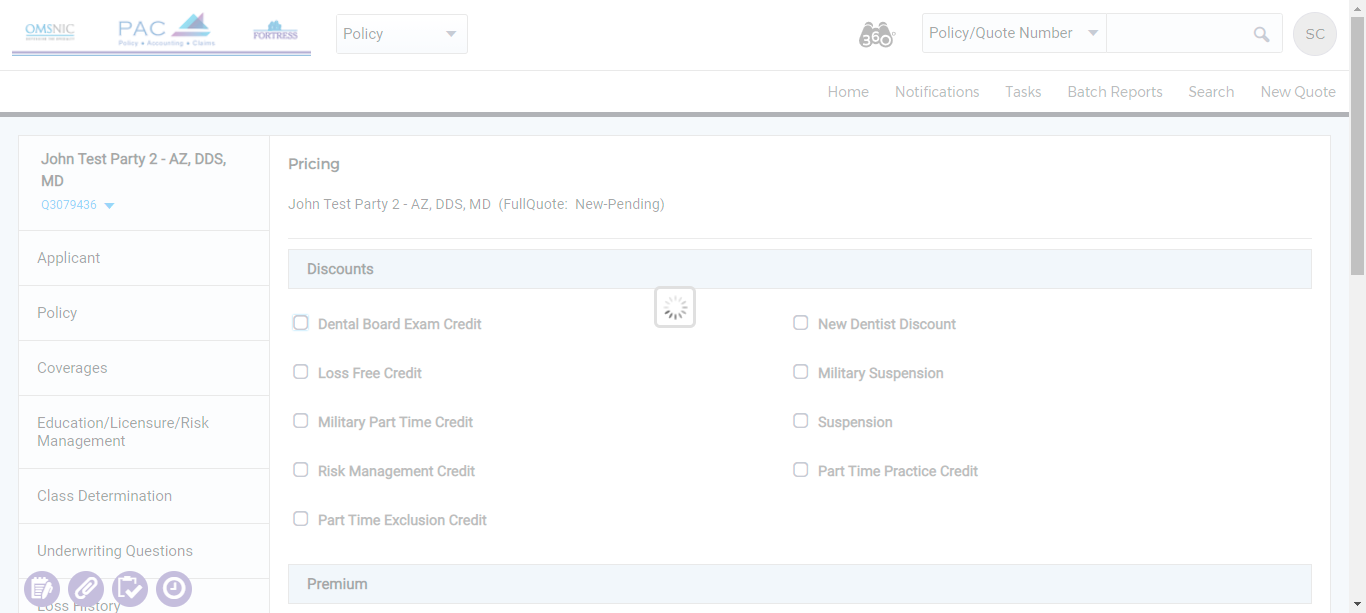 OMSNIC
PAC
Policy • Accounting • Claims
FORTRESS
Policy
360°
Policy/Quote Number
SC
Home
Notifications
Tasks
Batch Reports
Search
New Quote
John Test Party 2 - AZ, DDS,
MD
Q3079436
Applicant
Policy
Coverages
Education/Licensure/Risk
Management
Class Determination
Underwriting Questions
Loss History
Pricing
John Test Party 2 - AZ, DDS, MD (FullQuote: New-Pending)
Discounts
Dental Board Exam Credit
New Dentist Discount
Loss Free Credit
Military Suspension
Military Part Time Credit
Suspension
Risk Management Credit
Part Time Practice Credit
Part Time Exclusion Credit
Premium